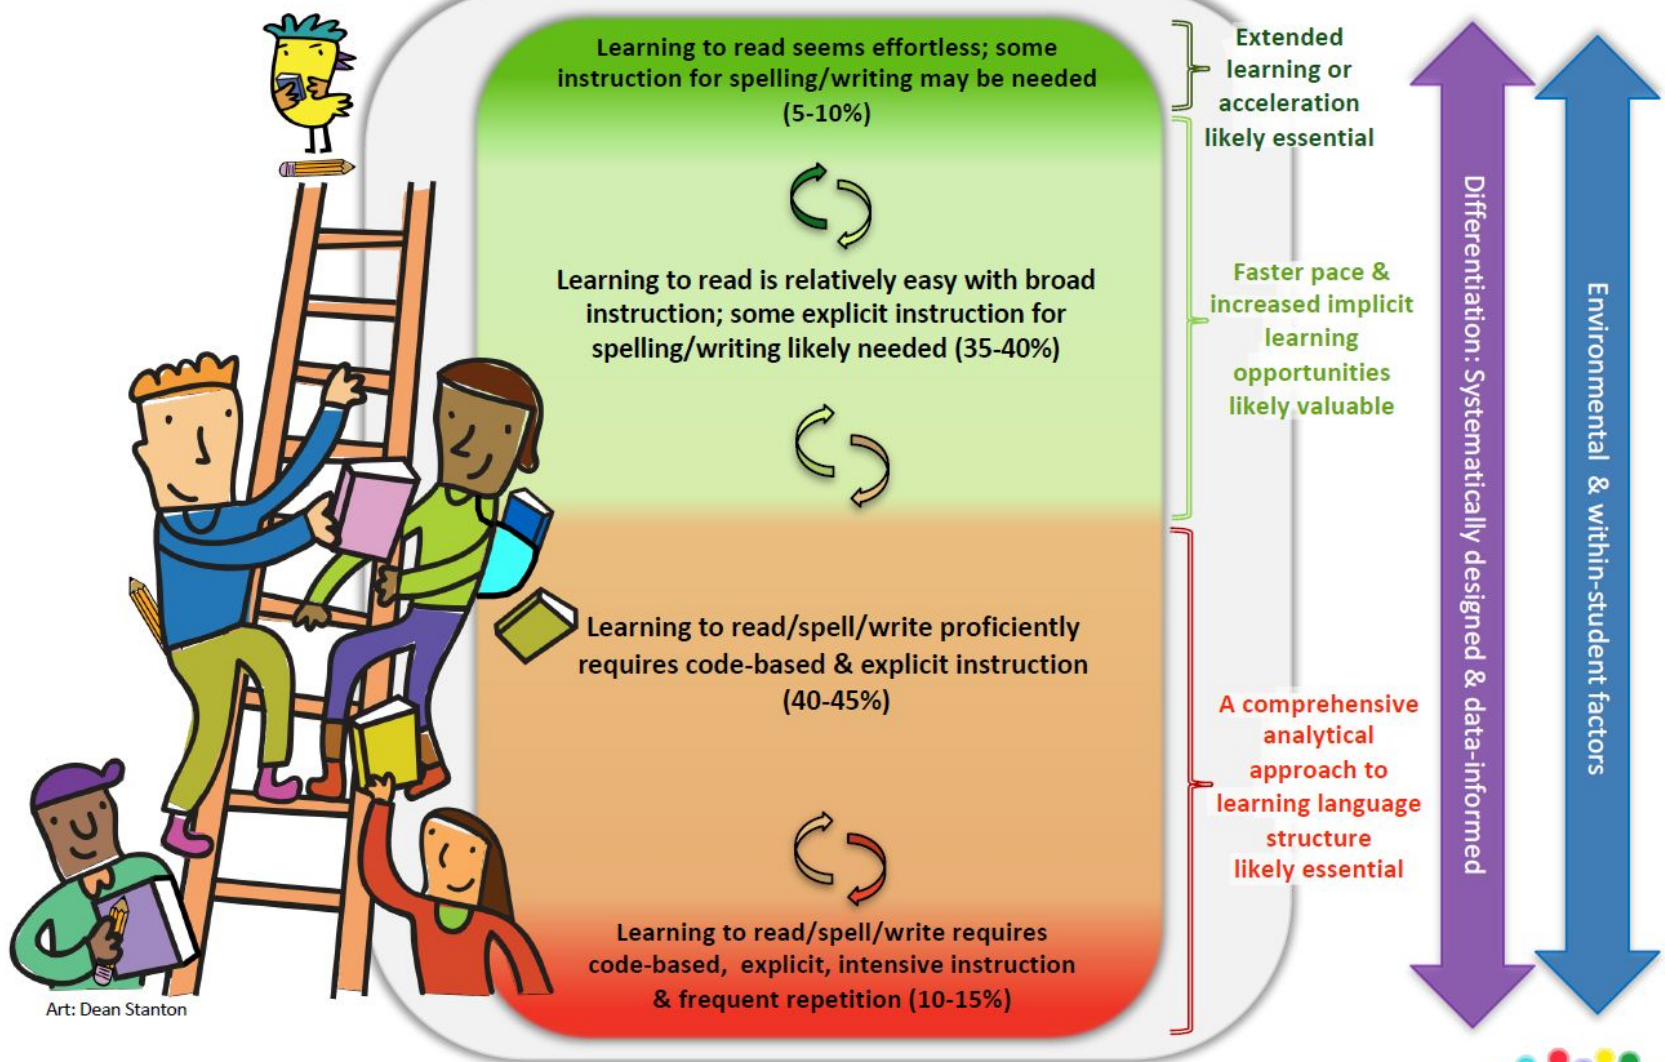 Learning to read seems effortless; some
instruction for spelling/writing may be needed
(5-10%)
Learning to read is relatively easy with broad
instruction; some explicit instruction for
spelling/writing likely needed (35-40%)
Learning to read/spell/write proficiently
requires code-based & explicit instruction
(40-45%)
Learning to read/spell/write requires
code-based, explicit, intensive instruction
& frequent repetition (10-15%)
Extended
learning or
acceleration
likely essential
Faster pace &
increased implicit
learning
opportunities
likely valuable
A comprehensive
analytical
approach to
learning language
structure
likely essential
Differentiation: Systematically designed & data-informed
Environmental & within-student factors
Art: Dean Stanton